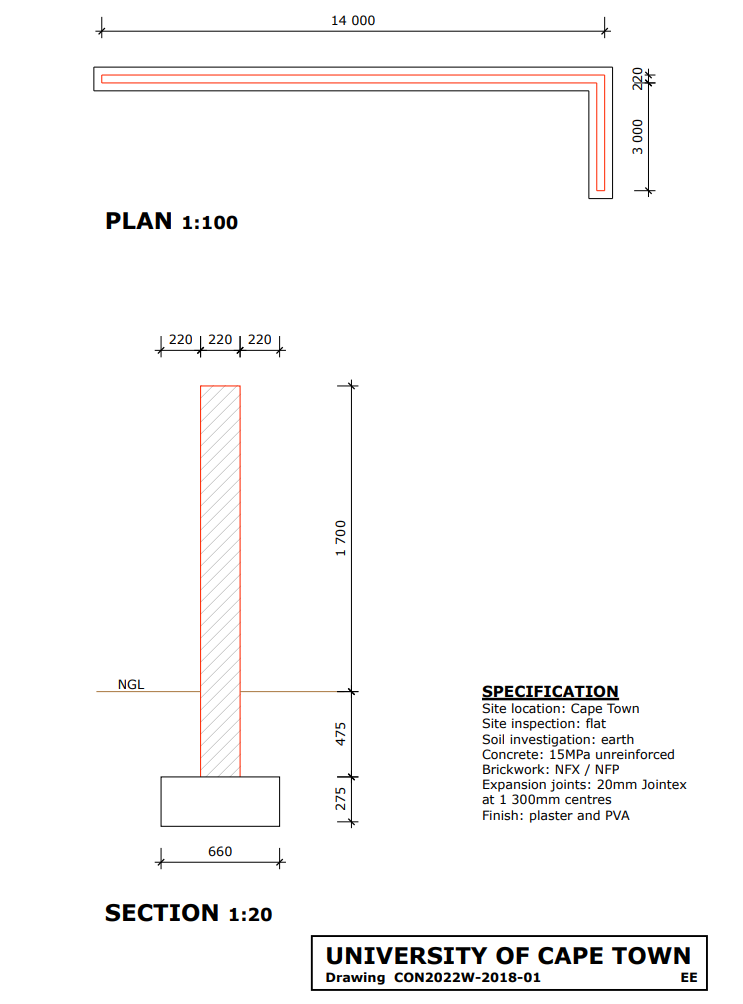 14 000
220
3 000
PLAN 1:100
220 220 220
1 700
NGL
475
275
660
SECTION 1:20
SPECIFICATION
Site location: Cape Town
Site inspection: flat
Soil investigation: earth
Concrete: 15MPa unreinforced
Brickwork: NFX / NFP
Expansion joints: 20mm Jointex
at 1 300mm centres
Finish: plaster and PVA
UNIVERSITY OF CAPE TOWN
Drawing CON2022W-2018-01 EE